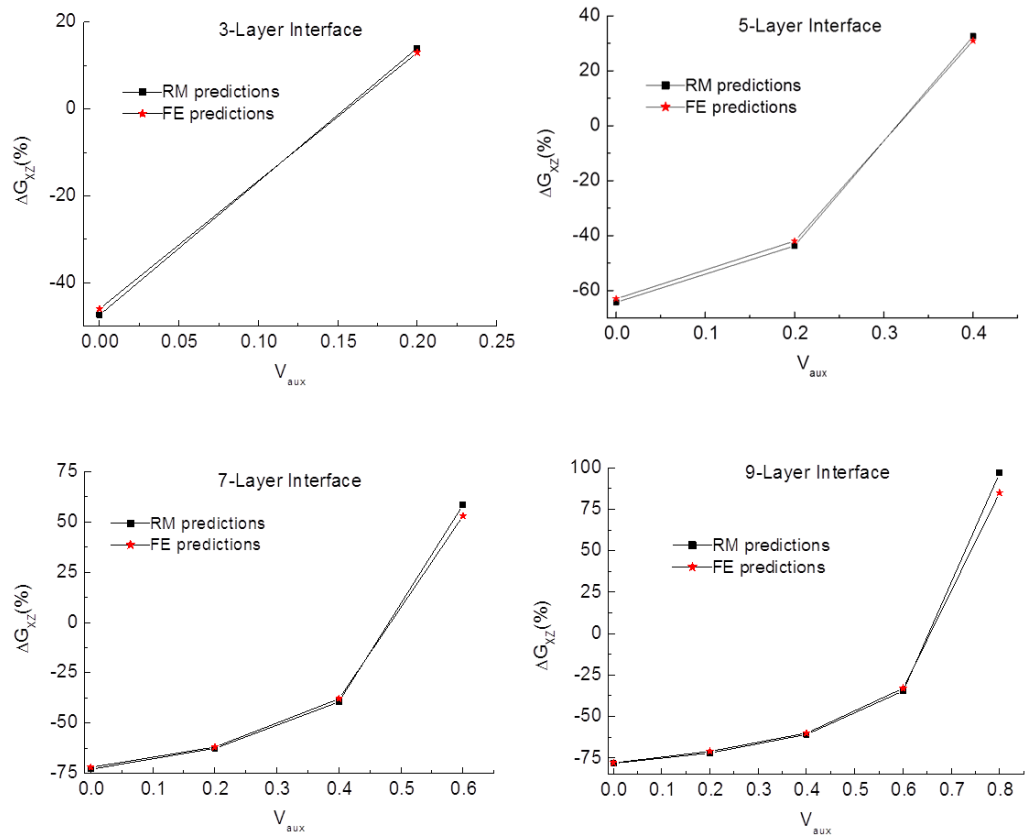 3-Layer Interface
RM predictions
FE predictions
ΔG_XZ(%)
20
0
-20
-40
0.00 0.05 0.10 0.15 0.20 0.25
V_aux
5-Layer Interface
RM predictions
FE predictions
ΔG_XZ(%)
40
20
0
-20
-40
-60
0.0 0.1 0.2 0.3 0.4
V_aux
7-Layer Interface
RM predictions
FE predictions
ΔG_XZ(%)
75
50
25
0
-25
-50
-75
0.0 0.1 0.2 0.3 0.4 0.5 0.6
V_aux
9-Layer Interface
RM predictions
FE predictions
ΔG_XZ(%)
100
75
50
25
0
-25
-50
-75
0.0 0.1 0.2 0.3 0.4 0.5 0.6 0.7 0.8
V_aux